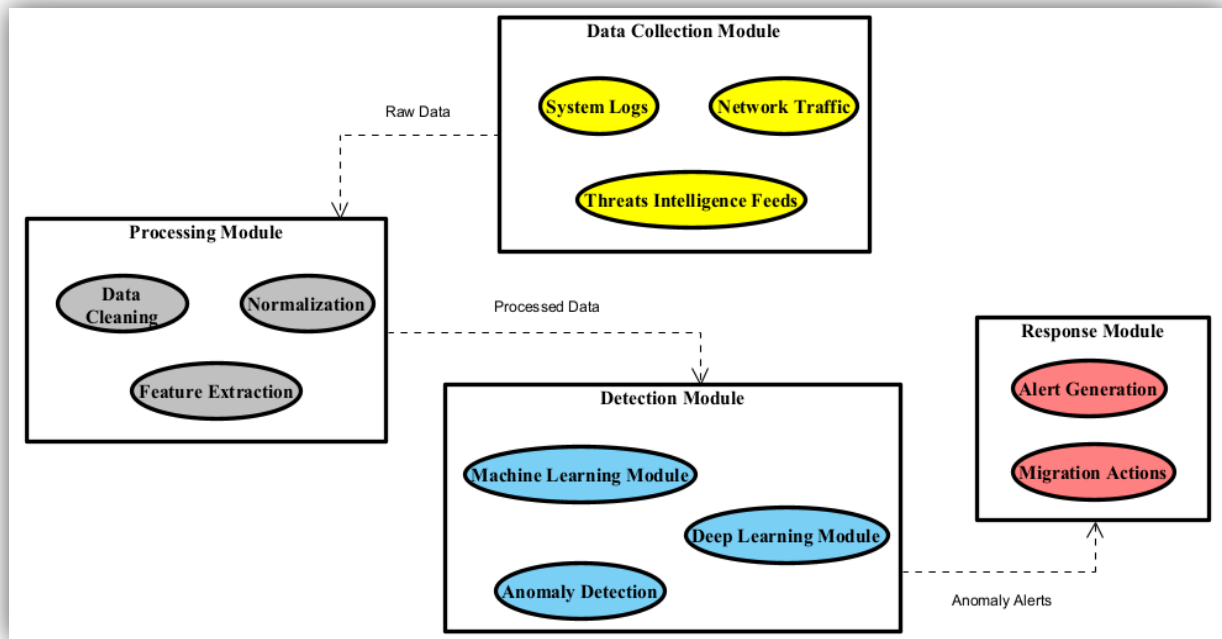 Data Collection Module
System Logs
Network Traffic
Threats Intelligence Feeds
Raw Data
Processing Module
Data
Cleaning
Normalization
Feature Extraction
Processed Data
Detection Module
Machine Learning Module
Deep Learning Module
Anomaly Detection
Response Module
Alert Generation
Migration Actions
Anomaly Alerts